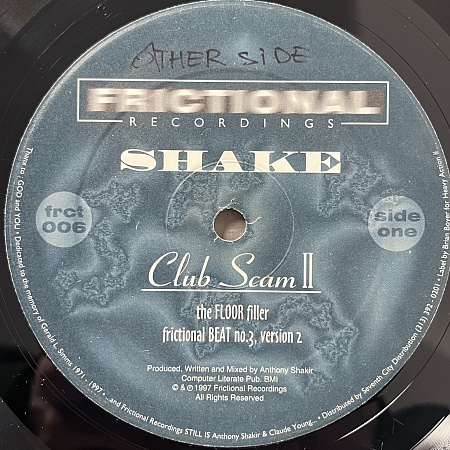 OTHER SiDE
FRICTIONAL
RECORDINGS
SHAKE
frct
006
side
one
Club Scam II
the FLOOR filler
frictional BEAT no.3, version 2
Produced, Written and Mixed by Anthony Shakir
Computer Literate Pub. BMI
© & ℗ 1997 Frictional Recordings
All Rights Reserved
Thanx to : GOD and YOU • Dedicated to the memory of Gerald L. Simms 1971 - 1997 • ...and Frictional Recordings STILL IS Anthony Shakir & Claude Young... • Distributed by Seventh City Distribution (313) 392 - 0201 • Label by Brian Boyer for Heavy Action